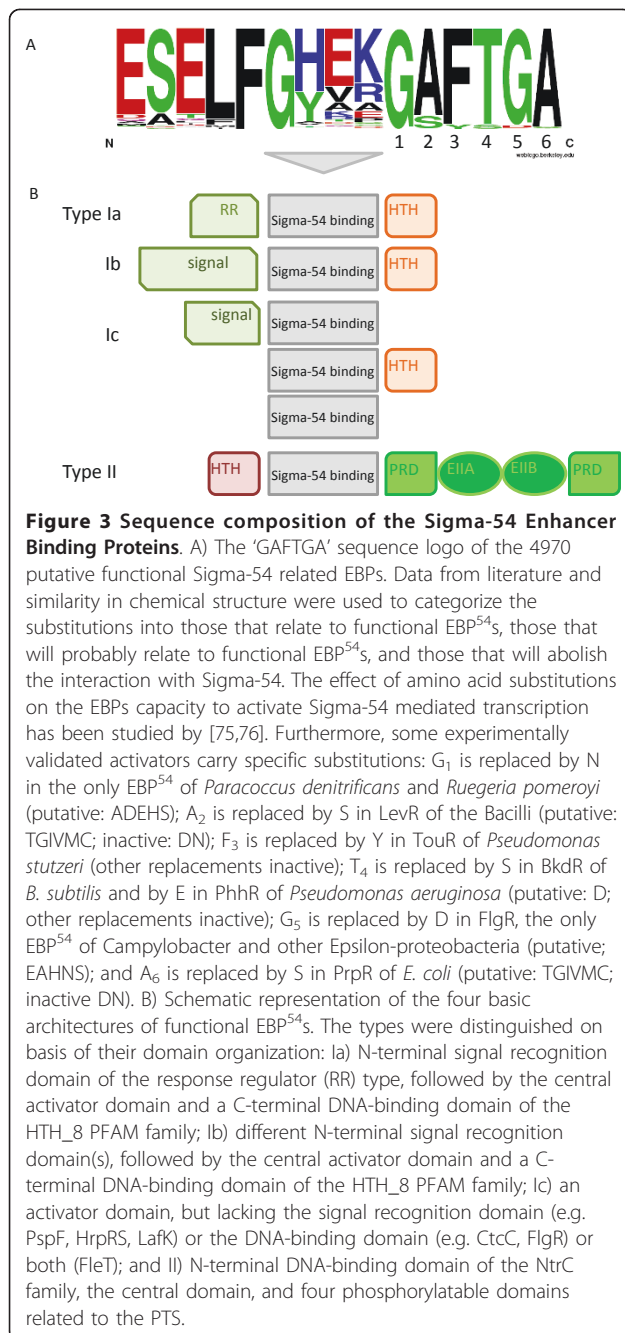 A
ESELFGHEKGAFTGA
N 1 2 3 4 5 6 C
weblogo.berkeley.edu
B
Type Ia RR Sigma-54 binding HTH
Ib signal Sigma-54 binding HTH
Ic signal Sigma-54 binding
Sigma-54 binding HTH
Sigma-54 binding
Type II HTH Sigma-54 binding PRD EIIA EIIB PRD
Figure 3 Sequence composition of the Sigma-54 Enhancer
Binding Proteins. A) The ‘GAFTGA’ sequence logo of the 4970
putative functional Sigma-54 related EBPs. Data from literature and
similarity in chemical structure were used to categorize the
substitutions into those that relate to functional EBP⁵⁴s, those that
will probably relate to functional EBP⁵⁴s, and those that will abolish
the interaction with Sigma-54. The effect of amino acid substitutions
on the EBPs capacity to activate Sigma-54 mediated transcription
has been studied by [75,76]. Furthermore, some experimentally
validated activators carry specific substitutions: G₁ is replaced by N
in the only EBP⁵⁴ of Paracoccus denitrificans and Ruegeria pomeroyi
(putative: ADEHS); A₂ is replaced by S in LevR of the Bacilli (putative:
TGIVMC; inactive: DN); F₃ is replaced by Y in TouR of Pseudomonas
stutzeri (other replacements inactive); T₄ is replaced by S in BkdR of
B. subtilis and by E in PhhR of Pseudomonas aeruginosa (putative: D;
other replacements inactive); G₅ is replaced by D in FlgR, the only
EBP⁵⁴ of Campylobacter and other Epsilon-proteobacteria (putative;
EAHNS); and A₆ is replaced by S in PrpR of E. coli (putative: TGIVMC;
inactive DN). B) Schematic representation of the four basic
architectures of functional EBP⁵⁴s. The types were distinguished on
basis of their domain organization: Ia) N-terminal signal recognition
domain of the response regulator (RR) type, followed by the central
activator domain and a C-terminal DNA-binding domain of the
HTH_8 PFAM family; Ib) different N-terminal signal recognition
domain(s), followed by the central activator domain and a C-
terminal DNA-binding domain of the HTH_8 PFAM family; Ic) an
activator domain, but lacking the signal recognition domain (e.g.
PspF, HrpRS, LafK) or the DNA-binding domain (e.g. CtcC, FlgR) or
both (FleT); and II) N-terminal DNA-binding domain of the NtrC
family, the central domain, and four phosphorylatable domains
related to the PTS.